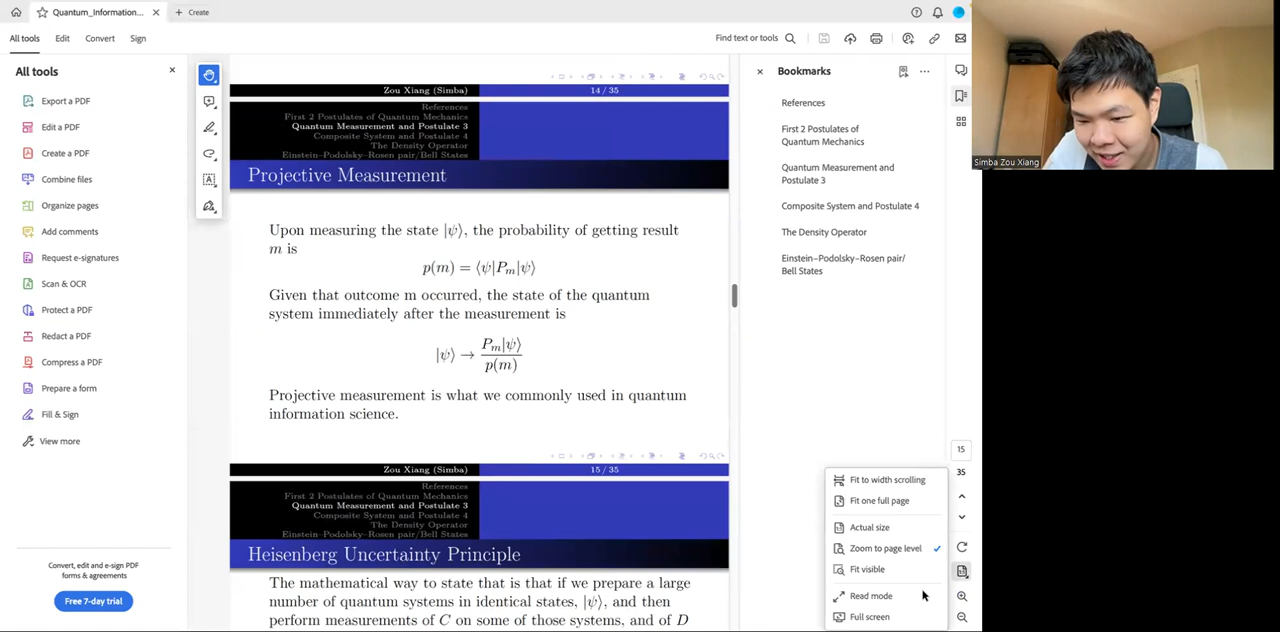 Quantum_Information...
Create
All tools
Edit
Convert
Sign
Find text or tools
All tools
Export a PDF
Edit a PDF
Create a PDF
Combine files
Organize pages
Add comments
Request e-signatures
Scan & OCR
Protect a PDF
Redact a PDF
Compress a PDF
Prepare a form
Fill & Sign
View more
Convert, edit and e-sign PDF
forms & agreements
Free 7-day trial
Zou Xiang (Simba)
14 / 35
References
First 2 Postulates of Quantum Mechanics
Quantum Measurement and Postulate 3
Composite System and Postulate 4
The Density Operator
Einstein–Podolsky–Rosen pair/Bell States
Projective Measurement
Upon measuring the state |ψ⟩, the probability of getting result
m is
p(m) = ⟨ψ|Pₘ|ψ⟩
Given that outcome m occurred, the state of the quantum
system immediately after the measurement is
|ψ⟩ → Pₘ|ψ⟩
p(m)
Projective measurement is what we commonly used in quantum
information science.
Zou Xiang (Simba)
15 / 35
References
First 2 Postulates of Quantum Mechanics
Quantum Measurement and Postulate 3
Composite System and Postulate 4
The Density Operator
Einstein–Podolsky–Rosen pair/Bell States
Heisenberg Uncertainty Principle
The mathematical way to state that is that if we prepare a large
number of quantum systems in identical states, |ψ⟩, and then
perform measurements of C on some of those systems, and of D
Bookmarks
References
First 2 Postulates of
Quantum Mechanics
Quantum Measurement and
Postulate 3
Composite System and Postulate 4
The Density Operator
Einstein–Podolsky–Rosen pair/
Bell States
15
35
Fit to width scrolling
Fit one full page
Actual size
Zoom to page level
Fit visible
Read mode
Full screen
Simba Zou Xiang